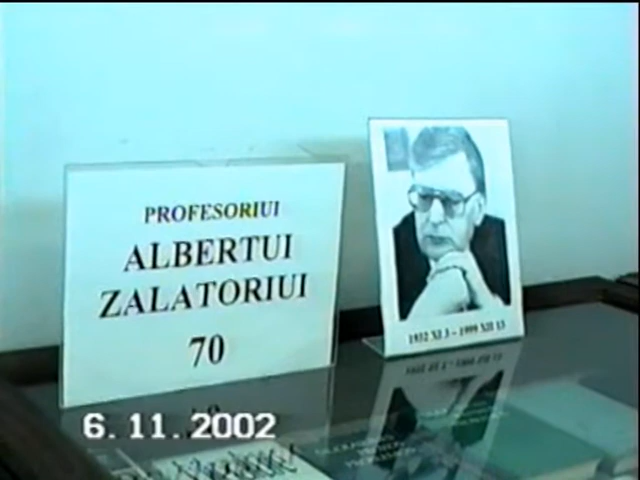 PROFESORIUI
ALBERTUI
ZALATORIUI
70
1932 XI 3 - 1999 XII 13
6.11.2002